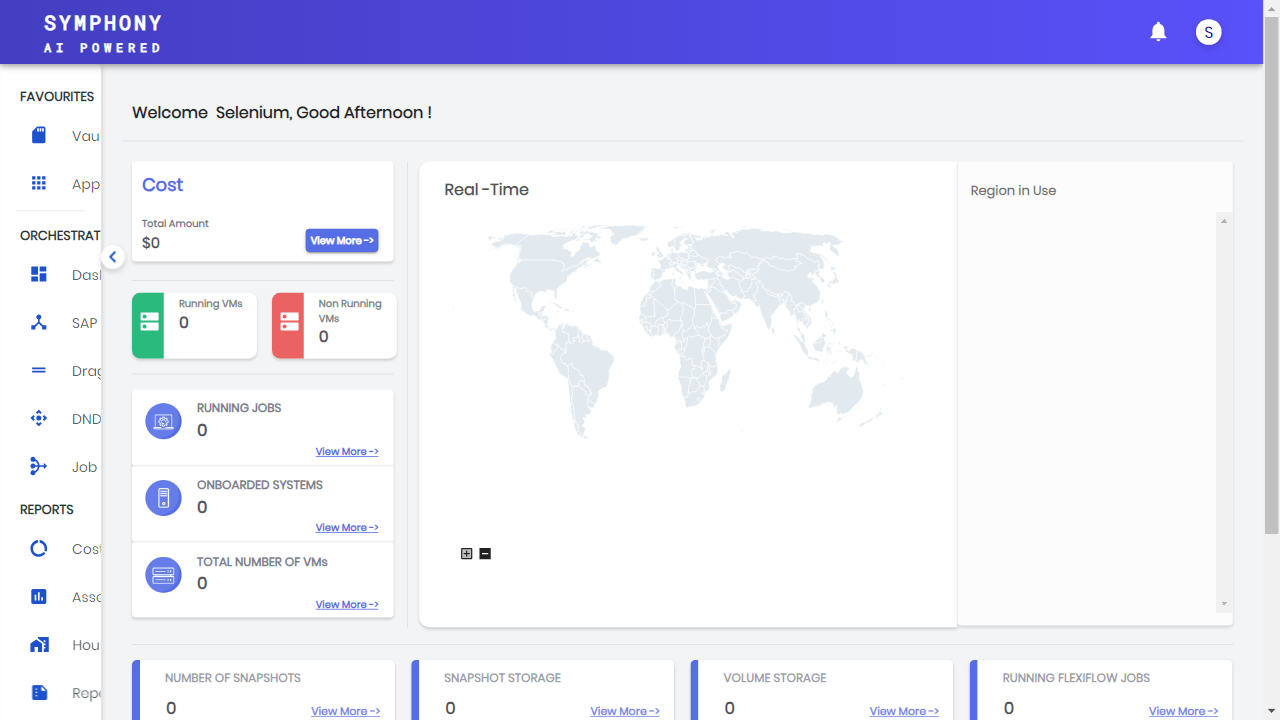 SYMPHONY
AI POWERED
S
FAVOURITES
Vau
App
ORCHESTRAT
Das
SAP
Drag
DND
Job
REPORTS
Cost
Asse
Hou
Repo
Welcome  Selenium, Good Afternoon !
Cost
Total Amount
$0
View More ->
Running VMs
0
Non Running
VMs
0
RUNNING JOBS
0
View More ->
ONBOARDED SYSTEMS
0
View More ->
TOTAL NUMBER OF VMs
0
View More ->
Real -Time
Region in Use
NUMBER OF SNAPSHOTS
0
View More ->
SNAPSHOT STORAGE
0
View More ->
VOLUME STORAGE
0
View More ->
RUNNING FLEXIFLOW JOBS
0
View More ->